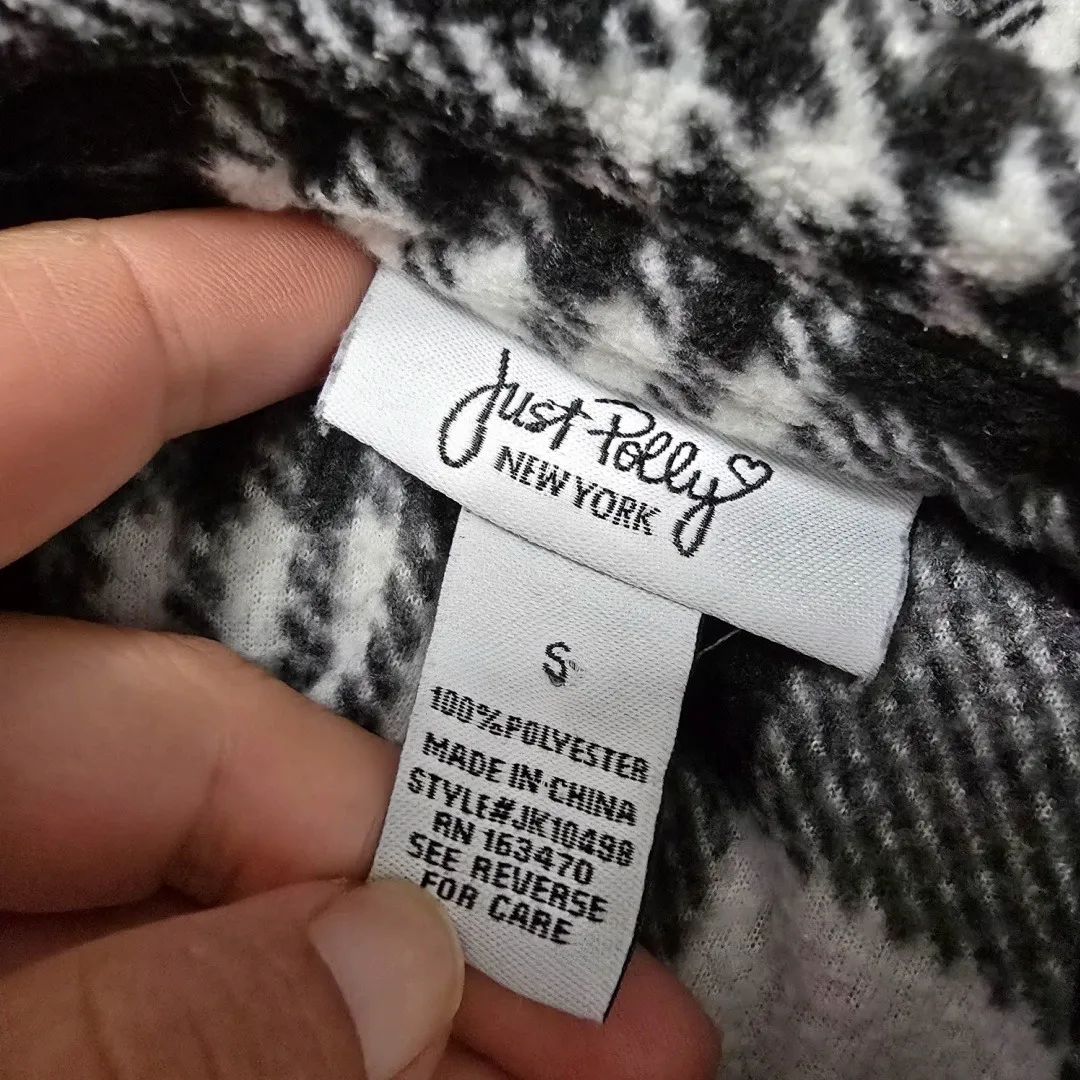 Just Polly
NEW YORK
S
100%POLYESTER
MADE IN CHINA
STYLE#JK10498
RN 163470
SEE REVERSE
FOR CARE